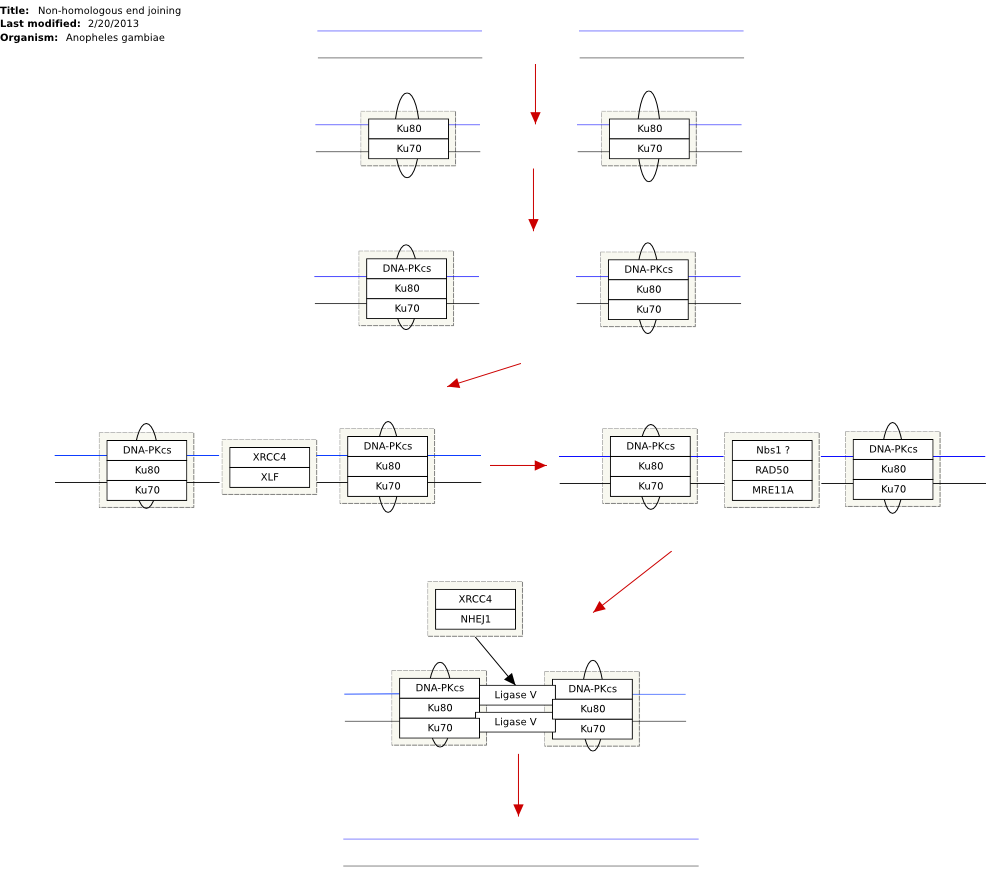 Title: Non-homologous end joining
Last modified: 2/20/2013
Organism: Anopheles gambiae
Ku80
Ku70
Ku80
Ku70
DNA-PKcs
Ku80
Ku70
DNA-PKcs
Ku80
Ku70
DNA-PKcs
Ku80
Ku70
XRCC4
XLF
DNA-PKcs
Ku80
Ku70
DNA-PKcs
Ku80
Ku70
Nbs1 ?
RAD50
MRE11A
DNA-PKcs
Ku80
Ku70
XRCC4
NHEJ1
DNA-PKcs
Ku80
Ku70
Ligase V
Ligase V
DNA-PKcs
Ku80
Ku70